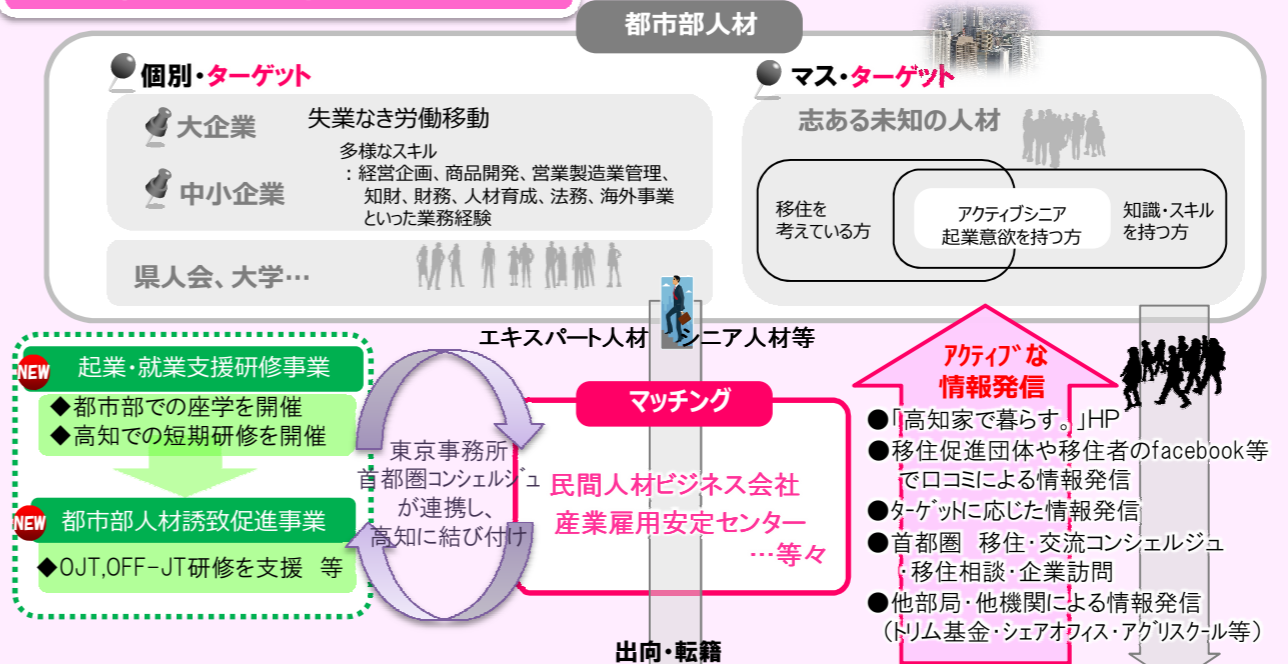 都市部人材
個別・ターゲット
大企業
失業なき労働移動
多様なスキル
：経営企画、商品開発、営業製造業管理、
知財、財務、人材育成、法務、海外事業
といった業務経験
中小企業
県人会、大学…
マス・ターゲット
志ある未知の人材
移住を
考えている方
アクティブシニア
起業意欲を持つ方
知識・スキル
を持つ方
エキスパート人材
シニア人材等
NEW
起業・就業支援研修事業
◆都市部での座学を開催
◆高知での短期研修を開催
NEW
都市部人材誘致促進事業
◆OJT,OFF-JT研修を支援 等
東京事務所
首都圏コンシェルジュ
が連携し、
高知に結び付け
マッチング
民間人材ビジネス会社
産業雇用安定センター
…等々
出向・転籍
アクティブな
情報発信
●「高知家で暮らす。」HP
●移住促進団体や移住者のfacebook等
で口コミによる情報発信
●ターゲットに応じた情報発信
●首都圏 移住・交流コンシェルジュ
・移住相談・企業訪問
●他部局・他機関による情報発信
（トリム基金・シェアオフィス・アグリスクール等）